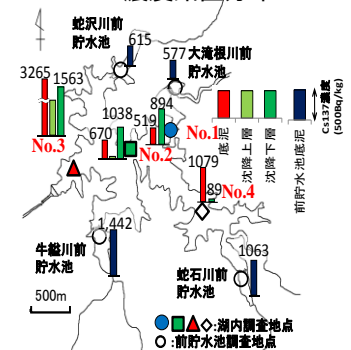 蛇沢川前
貯水池
615
大滝根川前
貯水池
577
3265
1563
No.3
1038
670
519
894
No.1
No.2
1079
89
No.4
底泥
沈降上層
沈降下層
前貯水池底泥
Cs137濃度
(500Bq/kg)
牛縊川前
貯水池
1,442
蛇石川前
貯水池
1063
500m
:湖内調査地点
:前貯水池調査地点